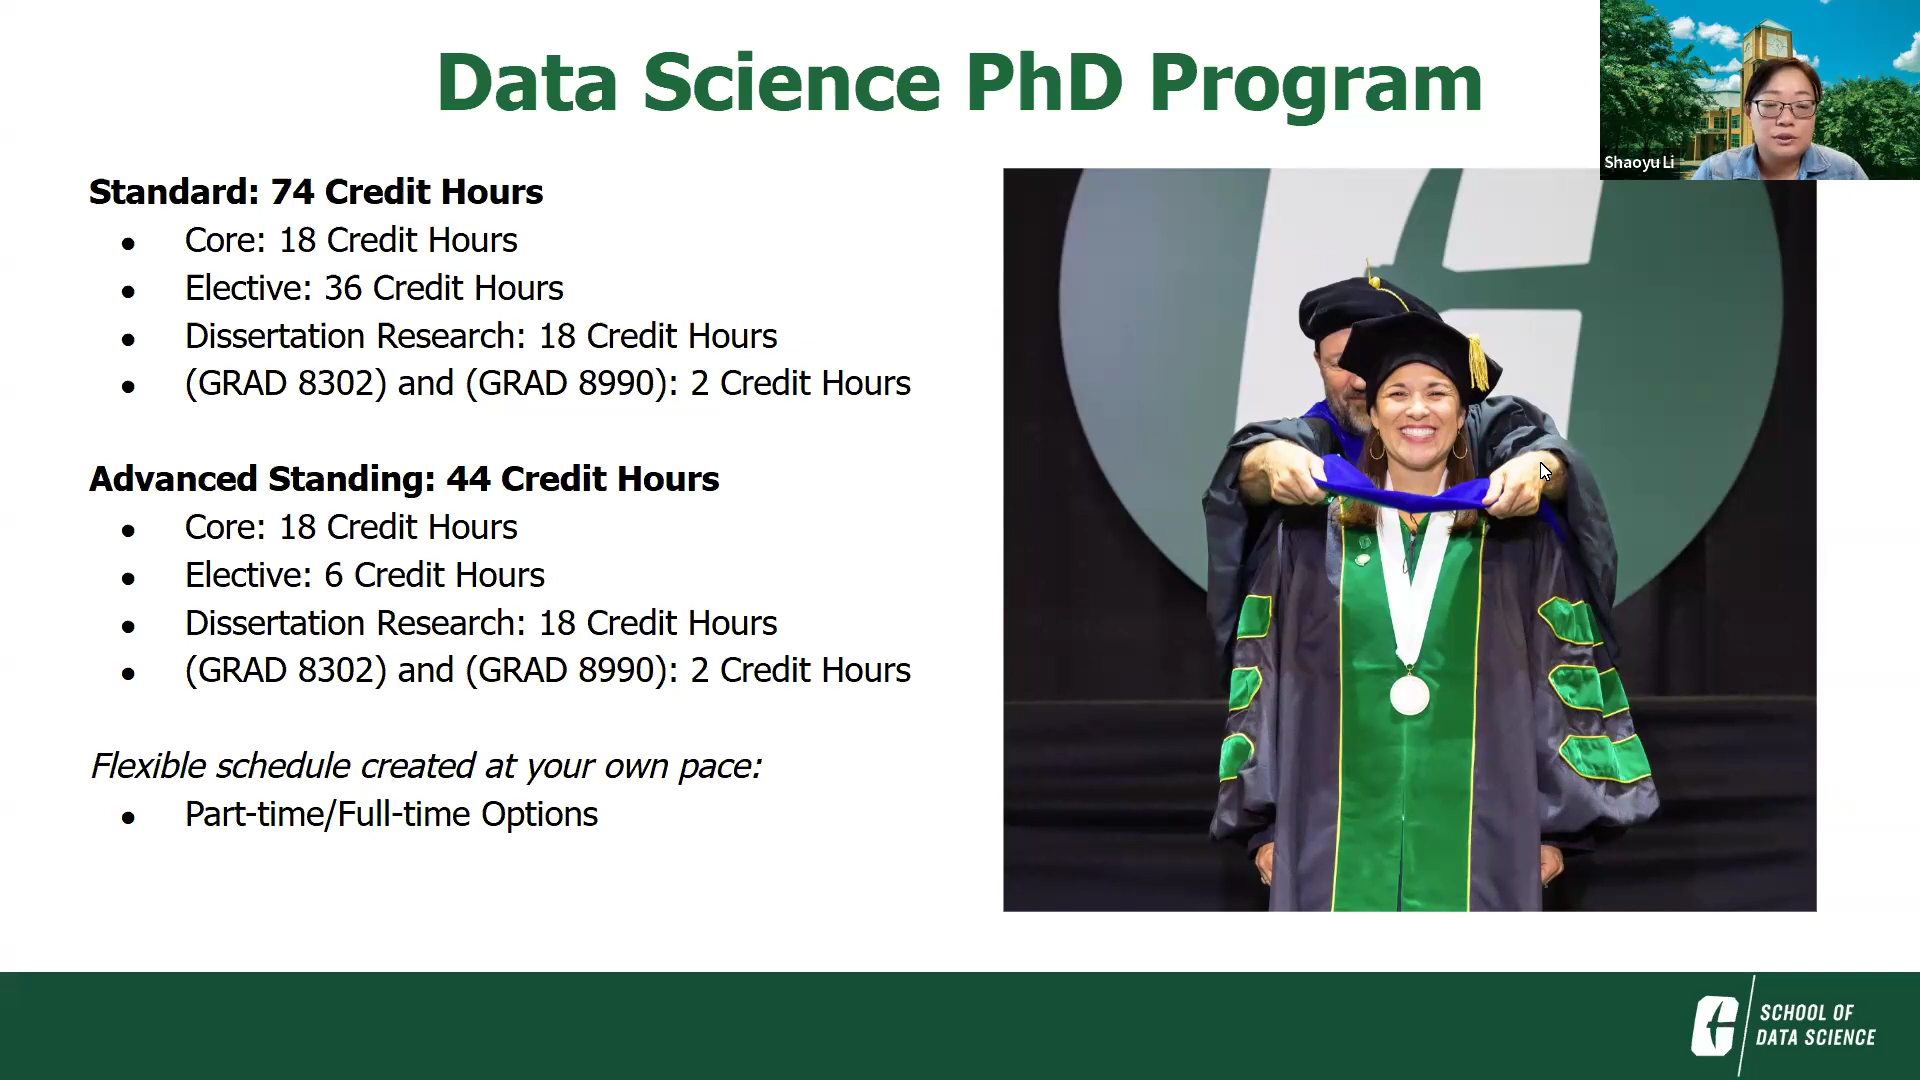 Data Science PhD Program
Shaoyu Li
Standard: 74 Credit Hours
● Core: 18 Credit Hours
● Elective: 36 Credit Hours
● Dissertation Research: 18 Credit Hours
● (GRAD 8302) and (GRAD 8990): 2 Credit Hours
Advanced Standing: 44 Credit Hours
● Core: 18 Credit Hours
● Elective: 6 Credit Hours
● Dissertation Research: 18 Credit Hours
● (GRAD 8302) and (GRAD 8990): 2 Credit Hours
Flexible schedule created at your own pace:
● Part-time/Full-time Options
SCHOOL OF
DATA SCIENCE